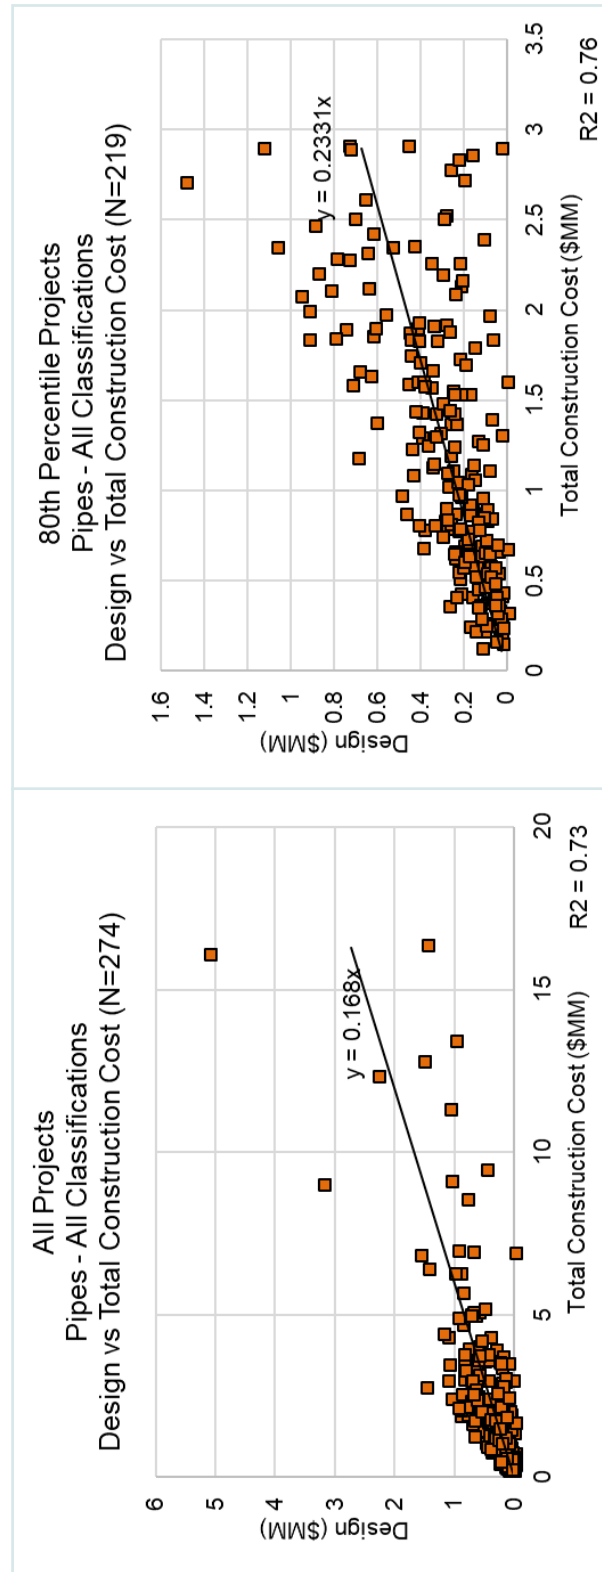 All Projects
Pipes - All Classifications
Design vs Total Construction Cost (N=274)
6
5
4
3
2
1
0
Design ($MM)
y = 0.168x
0
5
10
15
20
Total Construction Cost ($MM)
R2 = 0.73
80th Percentile Projects
Pipes - All Classifications
Design vs Total Construction Cost (N=219)
1.6
1.4
1.2
1
0.8
0.6
0.4
0.2
0
Design ($MM)
y = 0.2331x
0
0.5
1
1.5
2
2.5
3
3.5
Total Construction Cost ($MM)
R2 = 0.76